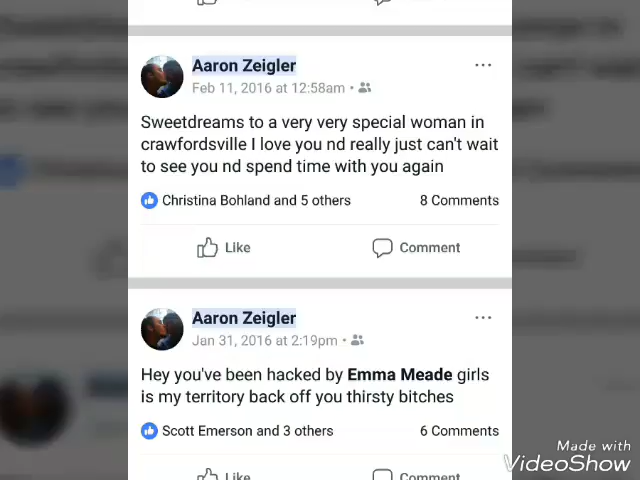 Aaron Zeigler
Feb 11, 2016 at 12:58am
Sweetdreams to a very very special woman in
crawfordsville I love you nd really just can't wait
to see you nd spend time with you again
Christina Bohland and 5 others 8 Comments
Like Comment
Aaron Zeigler
Jan 31, 2016 at 2:19pm
Hey you've been hacked by Emma Meade girls
is my territory back off you thirsty bitches
Scott Emerson and 3 others 6 Comments
Like Comment
Made with
VideoShow